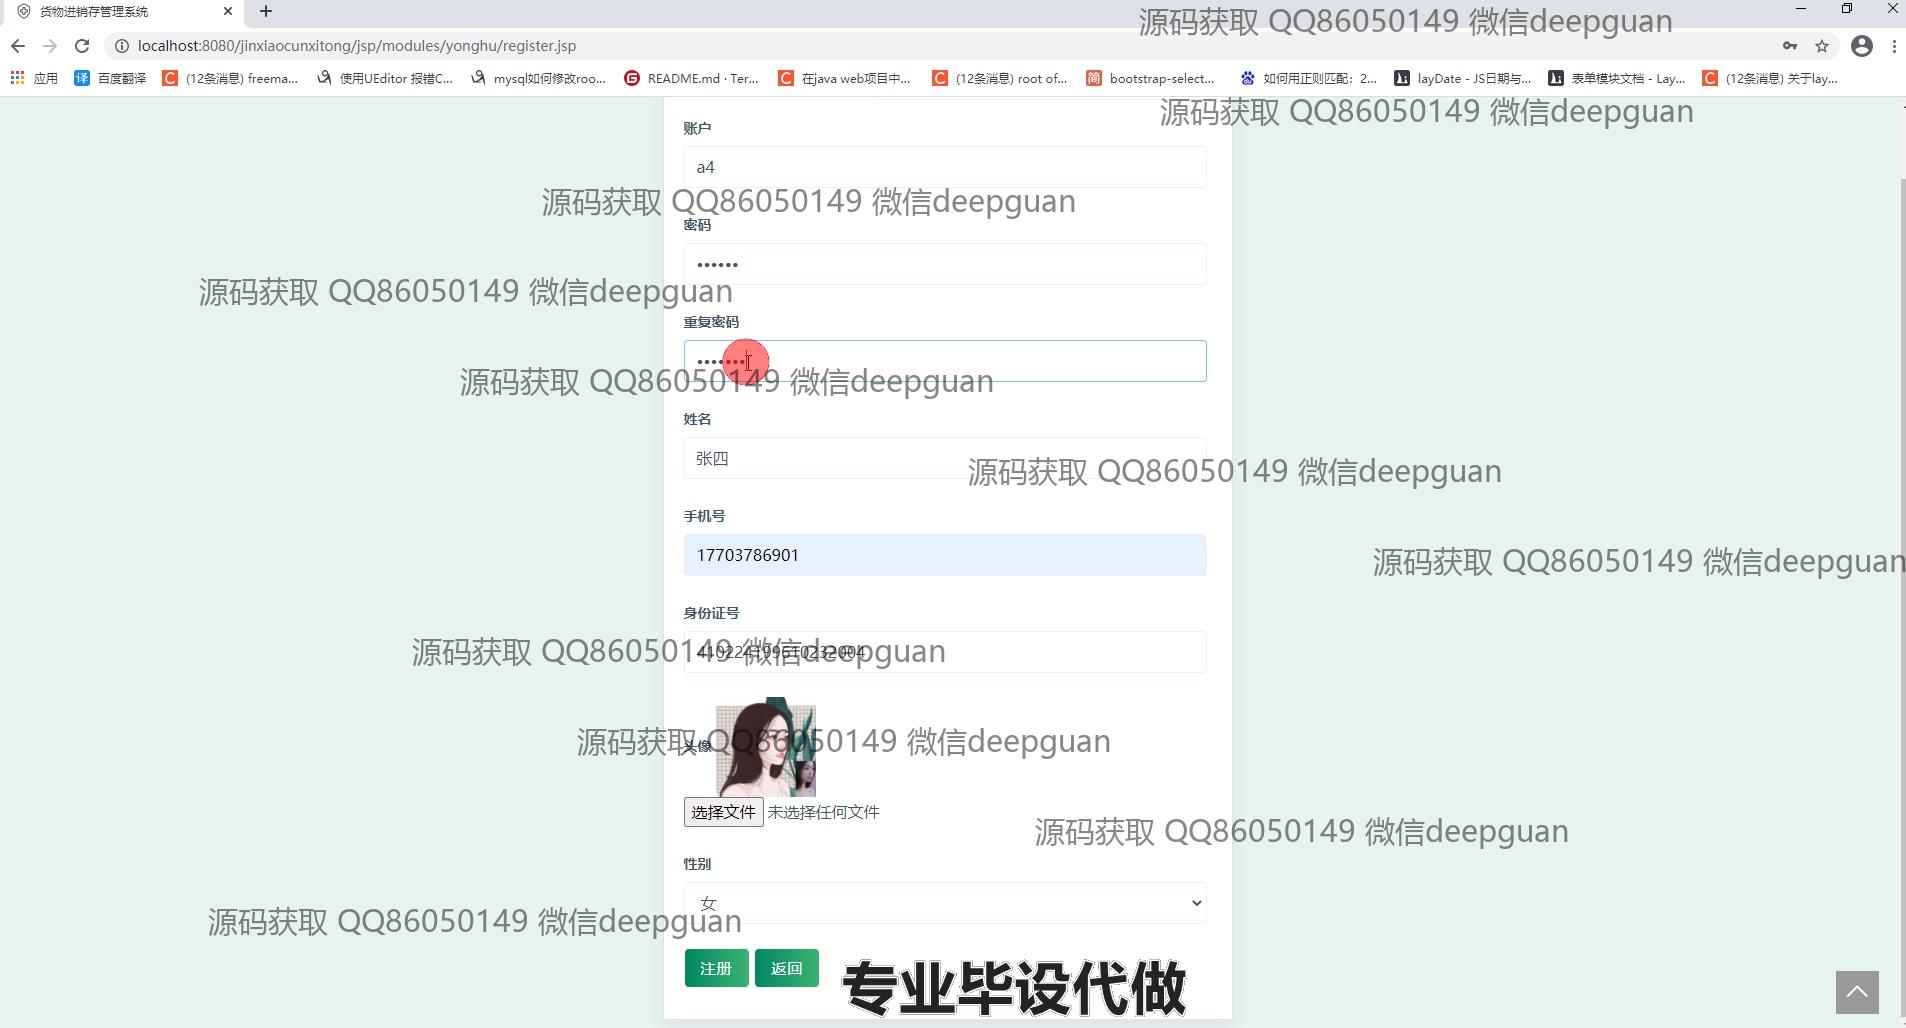 货物进销存管理系统
源码获取 QQ86050149 微信deepguan
localhost:8080/jinxiaocunxitong/jsp/modules/yonghu/register.jsp
应用 百度翻译 (12条消息) freema... 使用UEditor 报错C... mysql如何修改roo... README.md · Ter... 在java web项目中... (12条消息) root of... bootstrap-select... 如何用正则匹配：2... layDate - JS日期与... 表单模块文档 - Lay... (12条消息) 关于lay...
源码获取 QQ86050149 微信deepguan
账户
a4
源码获取 QQ86050149 微信deepguan
密码
••••••
源码获取 QQ86050149 微信deepguan
重复密码
源码获取 QQ86050149 微信deepguan
姓名
张四
源码获取 QQ86050149 微信deepguan
手机号
17703786901
源码获取 QQ86050149 微信deepguan
身份证号
源码获取 QQ86050149 微信deepguan
410224199610232004
头像
源码获取 QQ86050149 微信deepguan
选择文件 未选择任何文件
源码获取 QQ86050149 微信deepguan
性别
女
源码获取 QQ86050149 微信deepguan
注册 返回
专业毕设代做